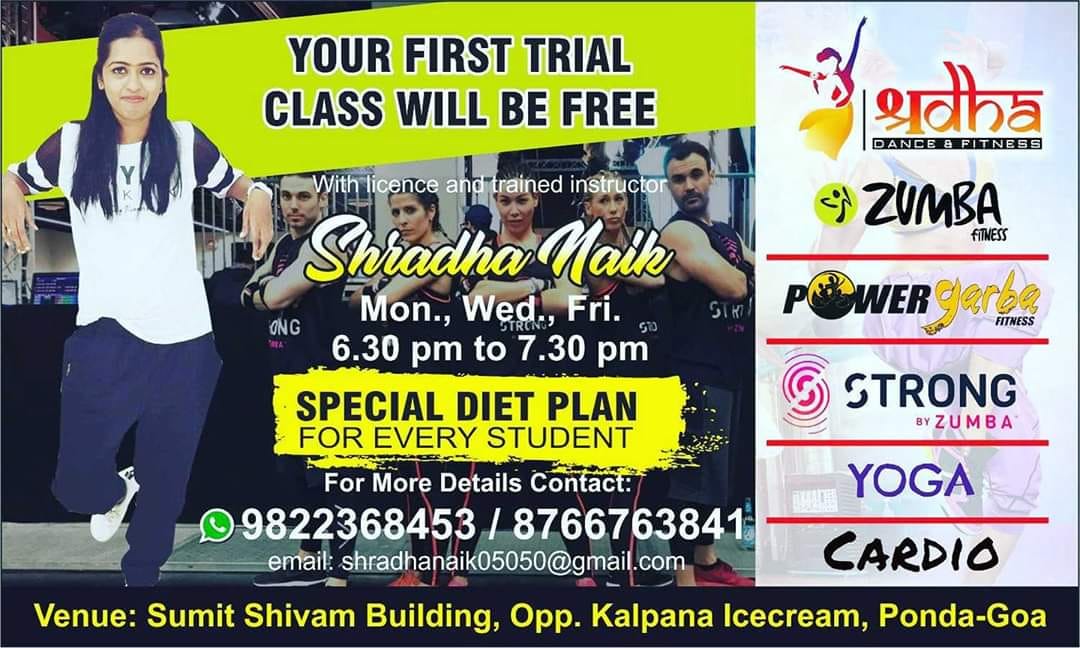 YOUR FIRST TRIAL
CLASS WILL BE FREE
With licence and trained instructor
Shradha Naik
Mon., Wed., Fri.
6.30 pm to 7.30 pm
SPECIAL DIET PLAN
FOR EVERY STUDENT
For More Details Contact:
9822368453 / 8766763841
email: shradhanaik05050@gmail.com
श्रdha
DANCE & FITNESS
ZUMBA
FITNESS
POWER garba
FITNESS
STRONG
BY ZUMBA
YOGA
CARDIO
Venue: Sumit Shivam Building, Opp. Kalpana Icecream, Ponda-Goa